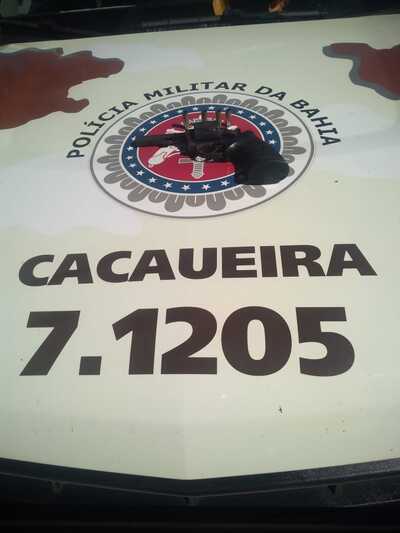 POLÍCIA MILITAR DA BAHIA
CACAUEIRA
7.1205